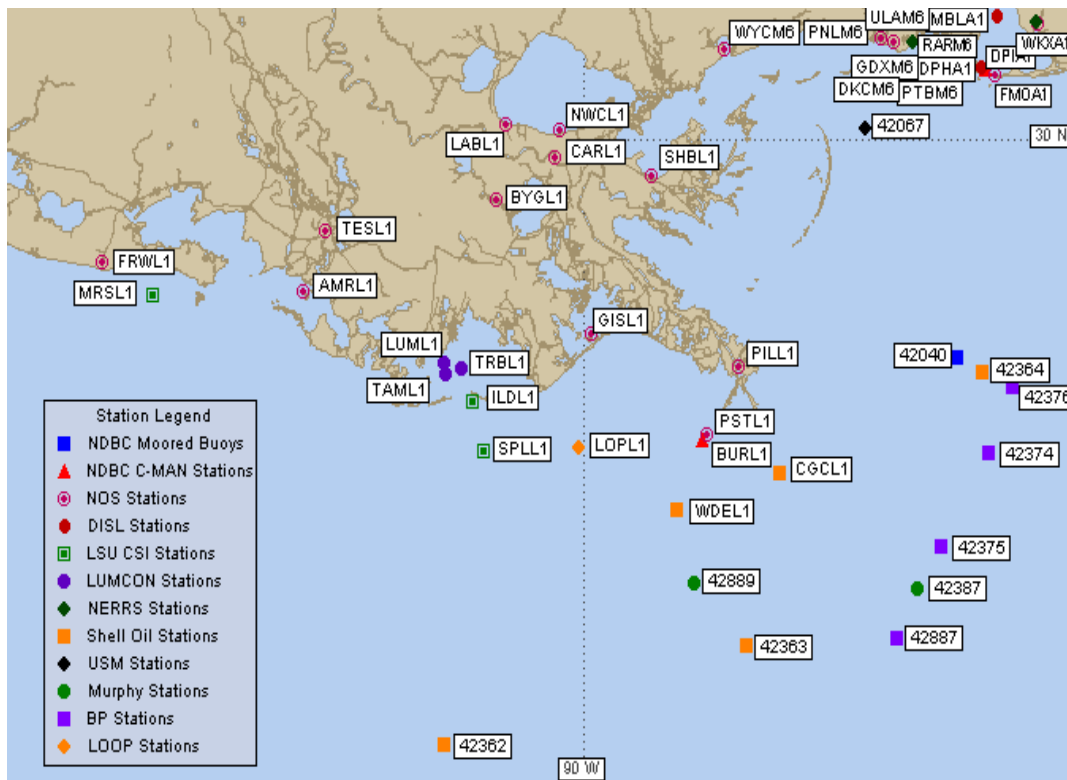 ULAM6
MBLA1
WYCM6
PNLM6
RARM6
WKXA1
GDXM6
DPHA1
DKCM6
PTBM6
FMOA1
NWCL1
42067
30 N
LABL1
CARL1
SHBL1
BYGL1
TESL1
FRWL1
MRSL1
AMRL1
GISL1
LUML1
TRBL1
PILL1
42040
42364
TAML1
ILDL1
42376
Station Legend
NDBC Moored Buoys
NDBC C-MAN Stations
NOS Stations
DISL Stations
LSU CSI Stations
LUMCON Stations
NERRS Stations
Shell Oil Stations
USM Stations
Murphy Stations
BP Stations
LOOP Stations
PSTL1
SPLL1
LOPL1
BURL1
42374
CGCL1
WDEL1
42375
42889
42387
42363
42887
42362
90 W